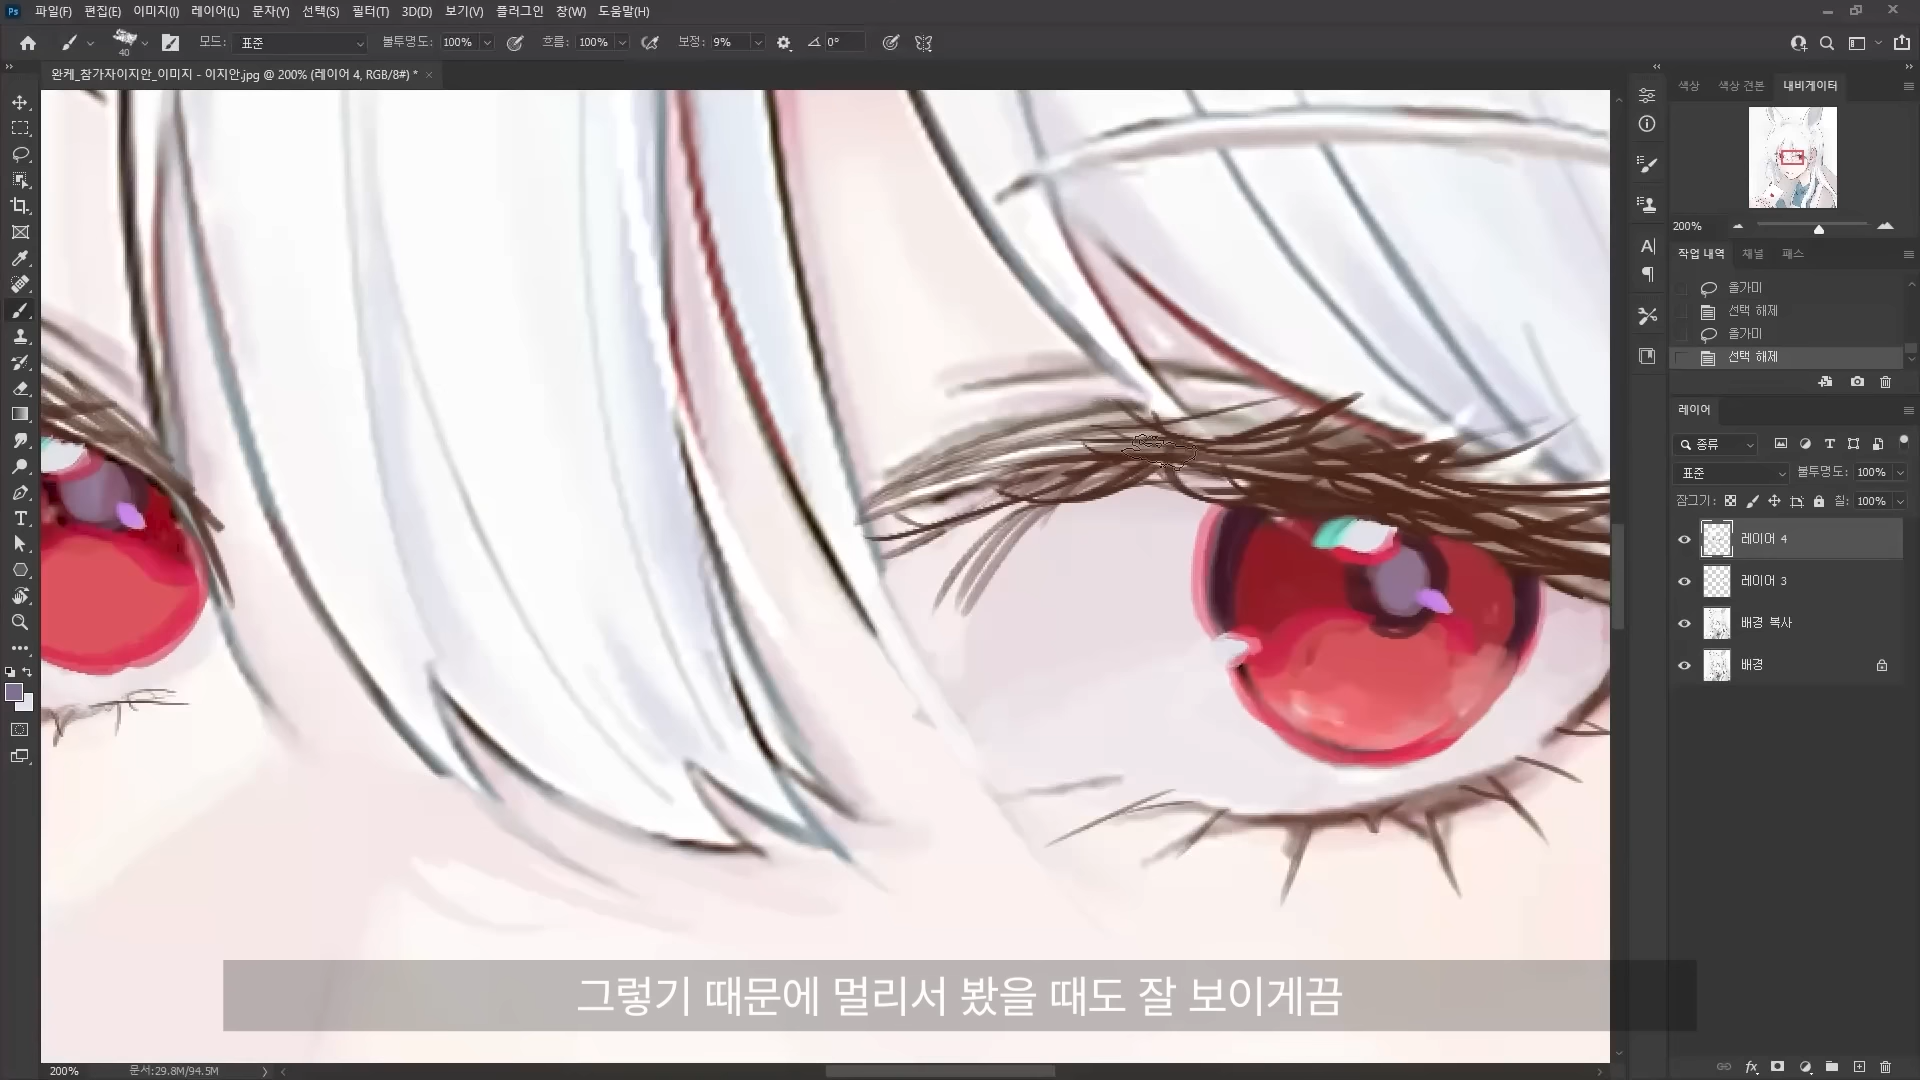 Ps 파일(F) 편집(E) 이미지(I) 레이어(L) 문자(Y) 선택(S) 필터(T) 3D(D) 보기(V) 플러그인 창(W) 도움말(H)
40 모드: 표준 불투명도: 100% 흐름: 100% 보정: 9% 0°
완케_참가자이지안_이미지 - 이지안.jpg @ 200% (레이어 4, RGB/8#) *
색상 색상 견본 내비게이터
200%
작업 내역 채널 패스
올가미
선택 해제
올가미
선택 해제
레이어
종류
표준 불투명도: 100%
잠그기: 칠: 100%
레이어 4
레이어 3
배경 복사
배경
그렇기 때문에 멀리서 봤을 때도 잘 보이게끔
200% 문서:29.8M/94.5M